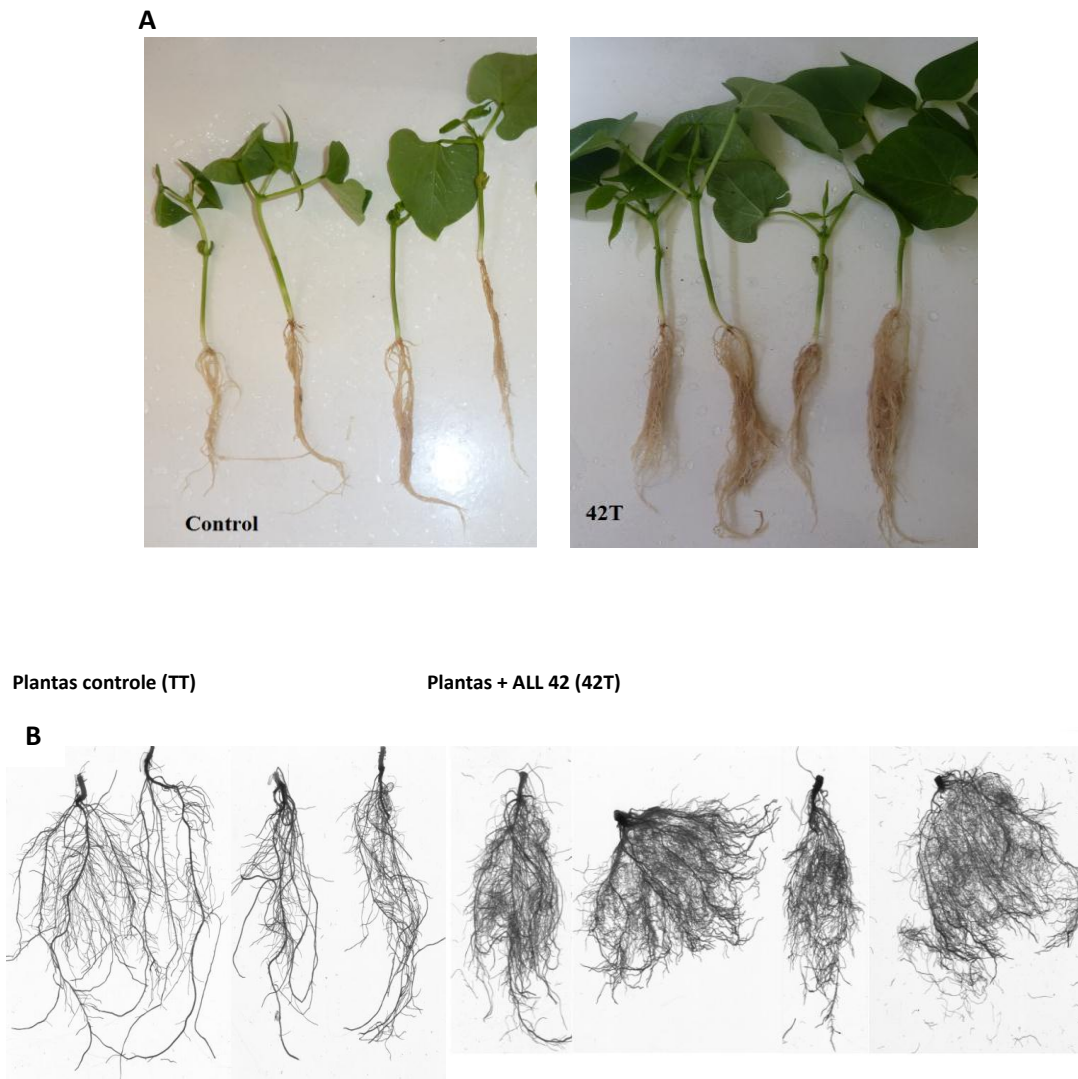 A
Control
42T
Plantas controle (TT)
Plantas + ALL 42 (42T)
B